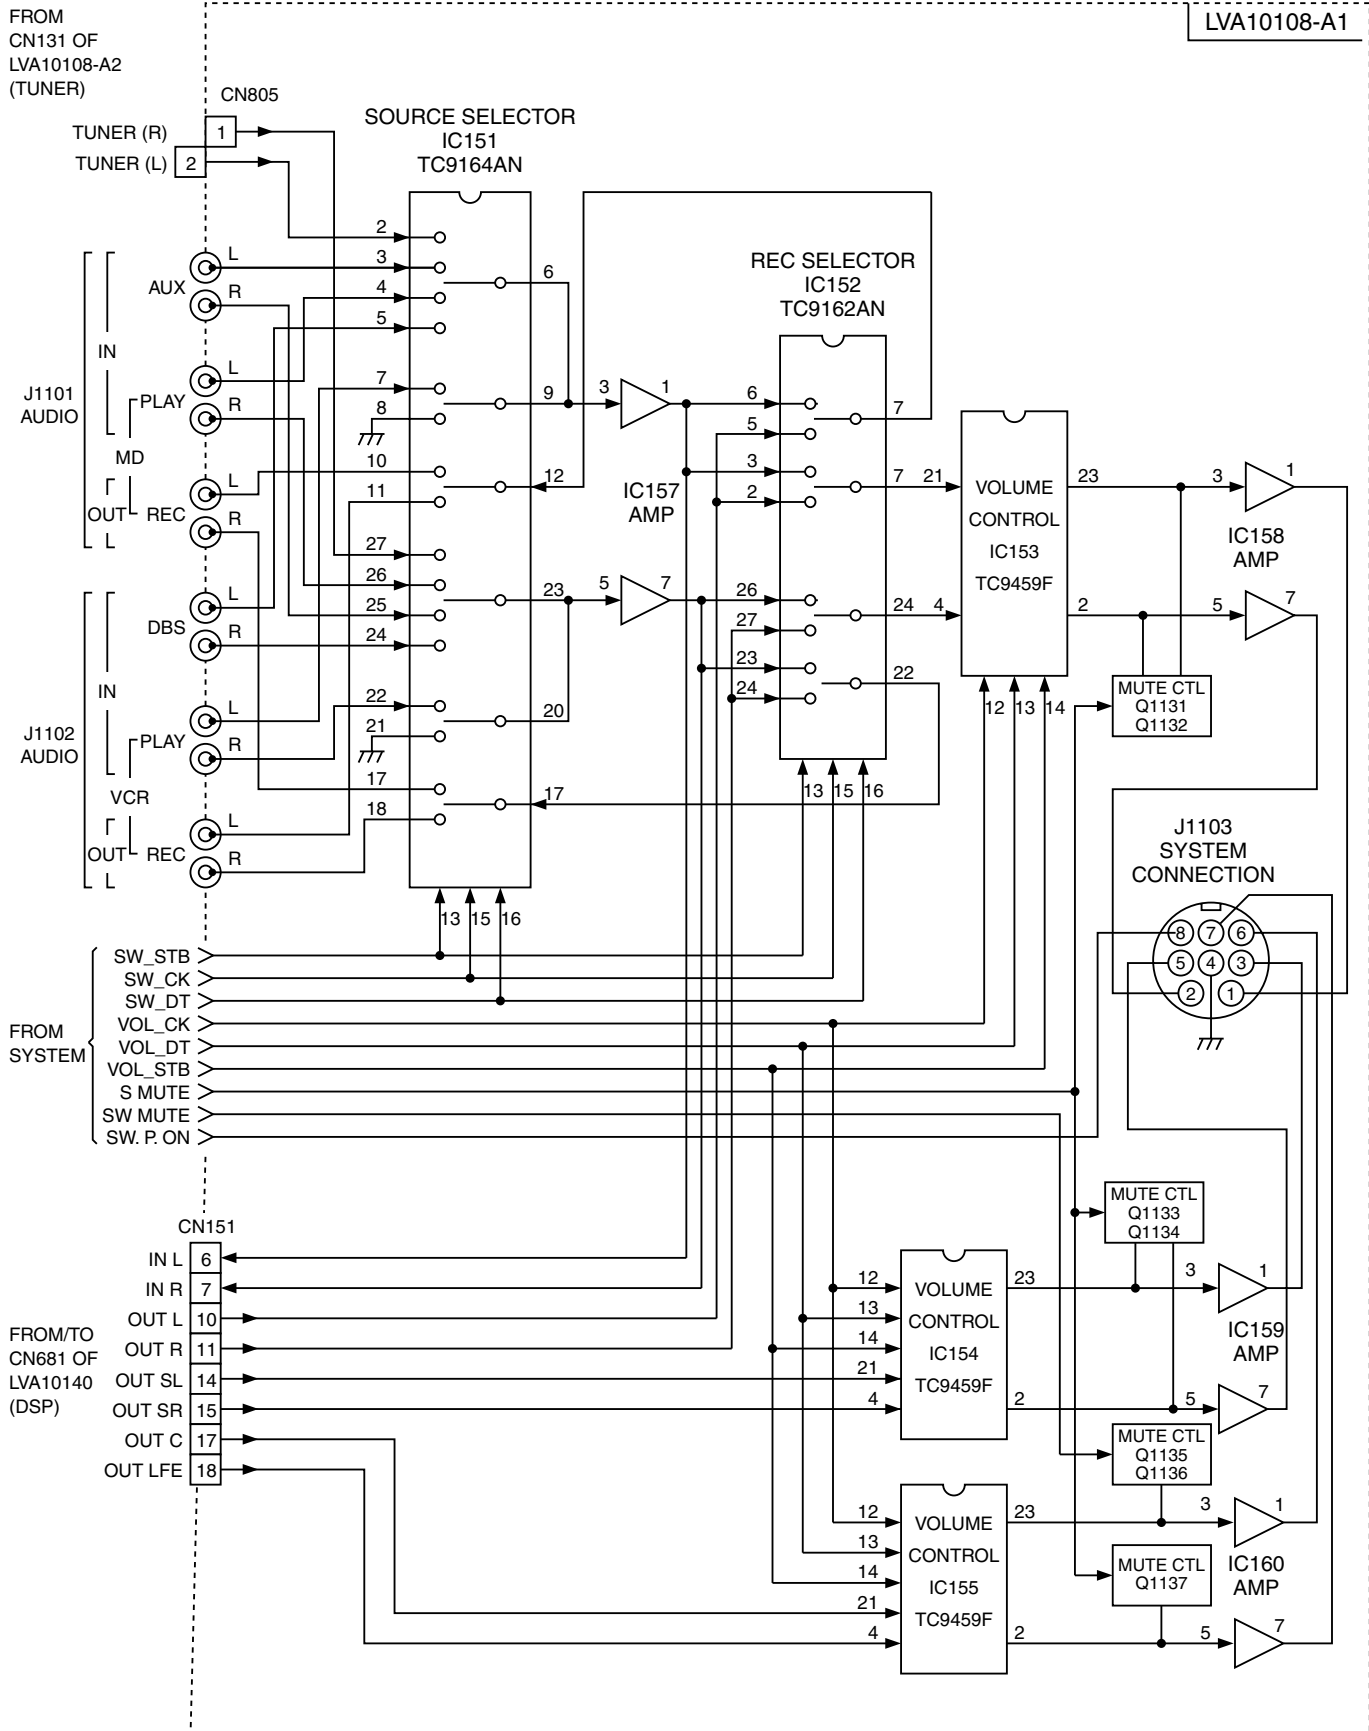 FROM
CN131 OF
LVA10108-A2
(TUNER)
LVA10108-A1
CN805
TUNER (R)
1
TUNER (L)
2
SOURCE SELECTOR
IC151
TC9164AN
2
3
4
5
6
7
8
9
10
11
12
27
26
25
24
23
22
21
20
17
18
17
13
15
16
J1101
AUDIO
IN
AUX
L
R
PLAY
L
R
MD
OUT
REC
L
R
J1102
AUDIO
IN
DBS
L
R
PLAY
L
R
VCR
OUT
REC
L
R
3
1
IC157
AMP
5
7
REC SELECTOR
IC152
TC9162AN
6
5
7
3
2
7
26
27
24
23
24
22
13
15
16
21
4
VOLUME
CONTROL
IC153
TC9459F
23
2
12
13
14
3
1
IC158
AMP
5
7
MUTE CTL
Q1131
Q1132
J1103
SYSTEM
CONNECTION
8
7
6
5
4
3
2
1
FROM
SYSTEM
SW_STB
SW_CK
SW_DT
VOL_CK
VOL_DT
VOL_STB
S MUTE
SW MUTE
SW. P. ON
CN151
FROM/TO
CN681 OF
LVA10140
(DSP)
IN L
6
IN R
7
OUT L
10
OUT R
11
OUT SL
14
OUT SR
15
OUT C
17
OUT LFE
18
MUTE CTL
Q1133
Q1134
12
13
14
21
4
VOLUME
CONTROL
IC154
TC9459F
23
2
3
1
IC159
AMP
5
7
MUTE CTL
Q1135
Q1136
12
13
14
21
4
VOLUME
CONTROL
IC155
TC9459F
23
2
3
1
MUTE CTL
Q1137
IC160
AMP
5
7